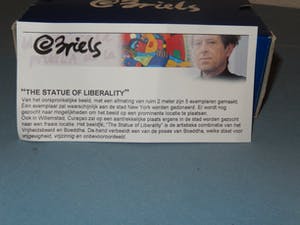 @Briels
"THE STATUE OF LIBERALITY"
Van het oorspronkelijke beeld, met een afmeting van ruim 2 meter zijn 5 exemplaren gemaakt.
Eén exemplaar zal waarschijnlijk aan de stad New York worden gedoneerd. Er wordt nog
gezocht naar mogelijkheden om het beeld op een prominente locatie te plaatsen.
Ook in Willemstad, Curaçao zal op een aantrekkelijke plaats ergens in de stad worden gezocht
naar een fraaie locatie. Het beeldje, "The Statue of Liberality" is de artistieke combinatie van het
Vrijheidsbeeld en Boeddha. De hand verbeeldt een van de poses van Boeddha, welke staat voor
vrijgevigheid, vrijzinnig en onbevooroordeeld.